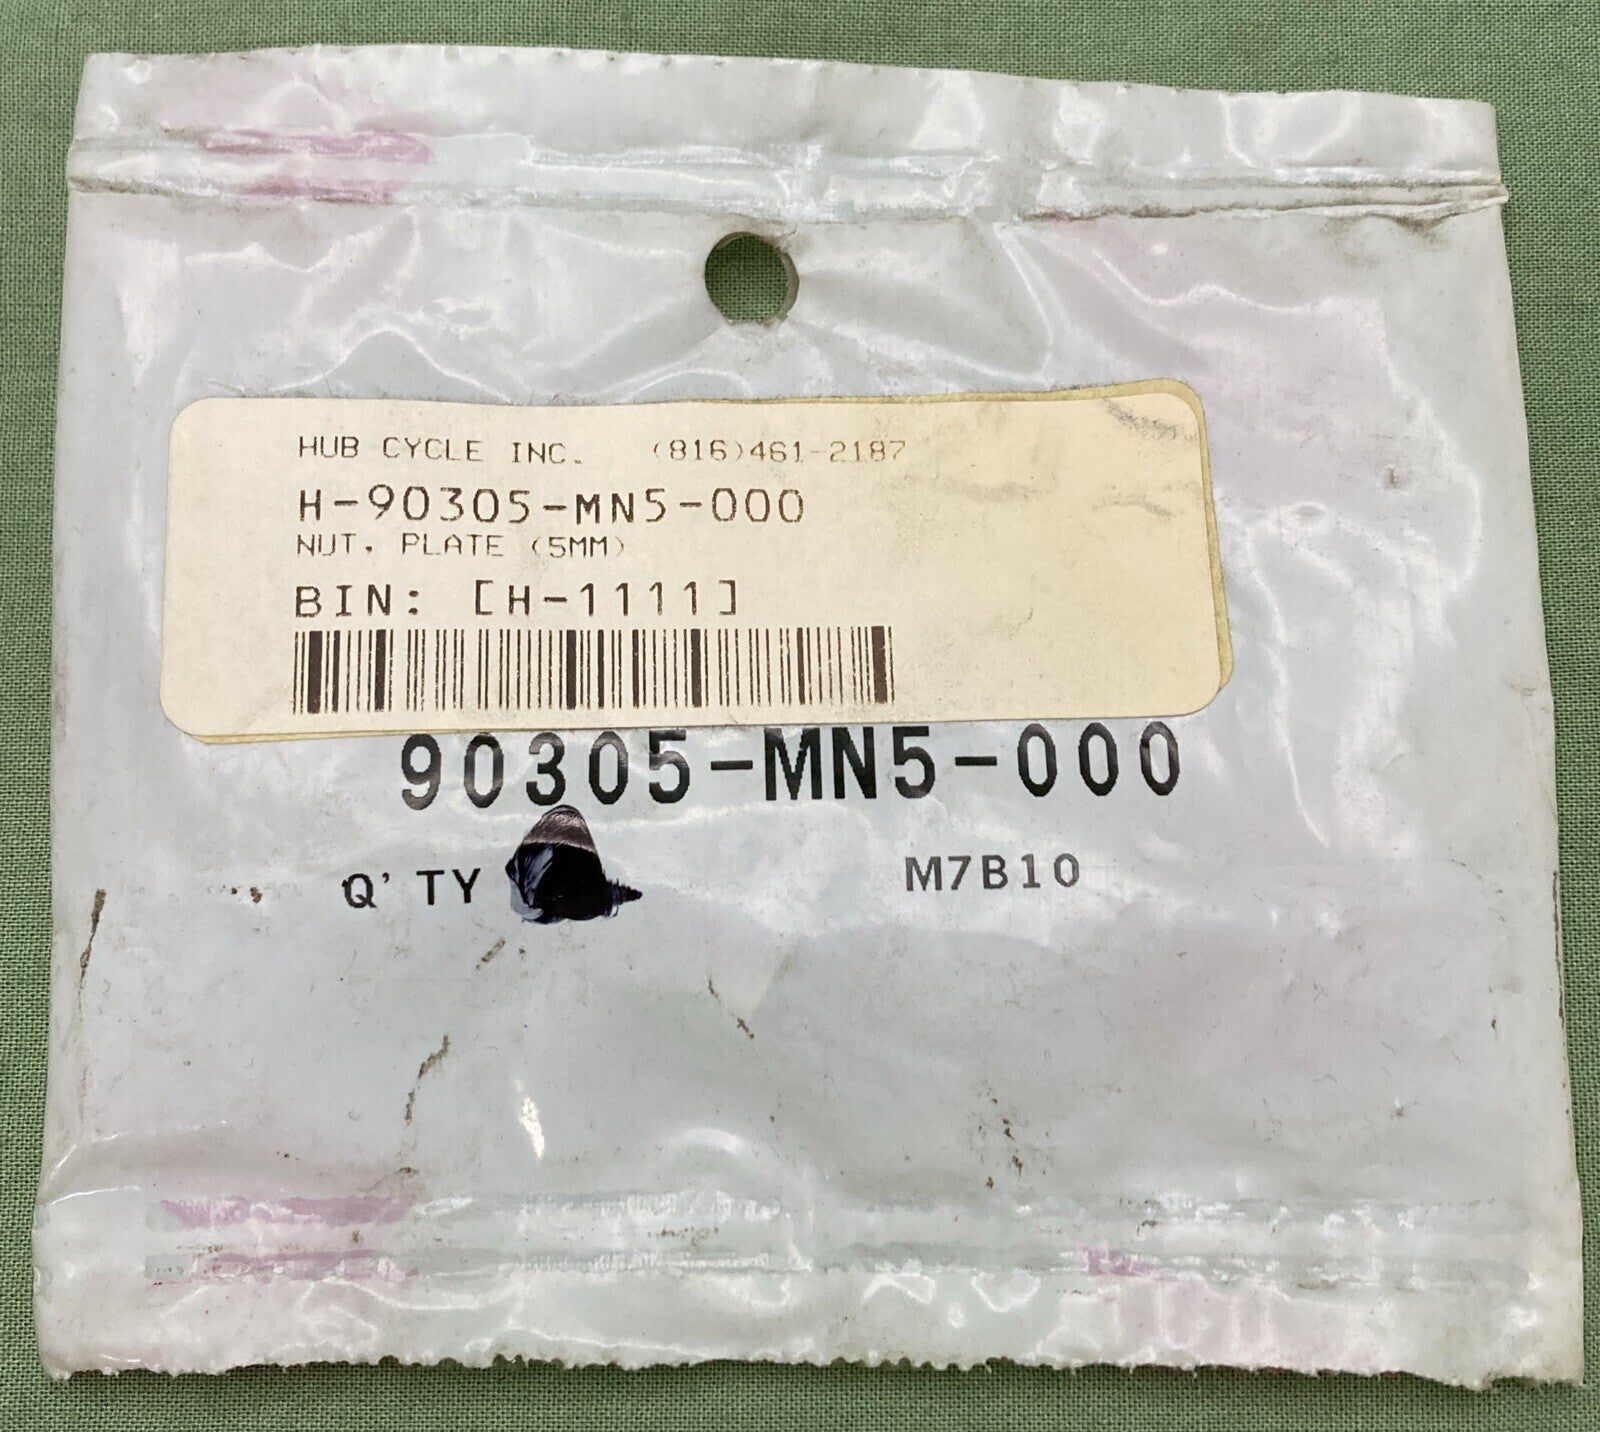 HUB CYCLE INC. (816)461-2187
H-90305-MN5-000
NUT, PLATE (5MM)
BIN: [H-1111]
90305-MN5-000
Q'TY M7B10